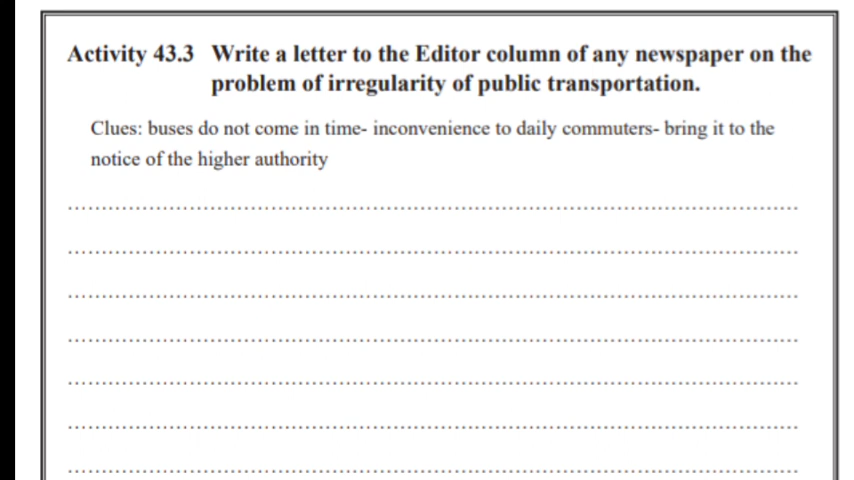 Activity 43.3 Write a letter to the Editor column of any newspaper on the
problem of irregularity of public transportation.
Clues: buses do not come in time- inconvenience to daily commuters- bring it to the
notice of the higher authority